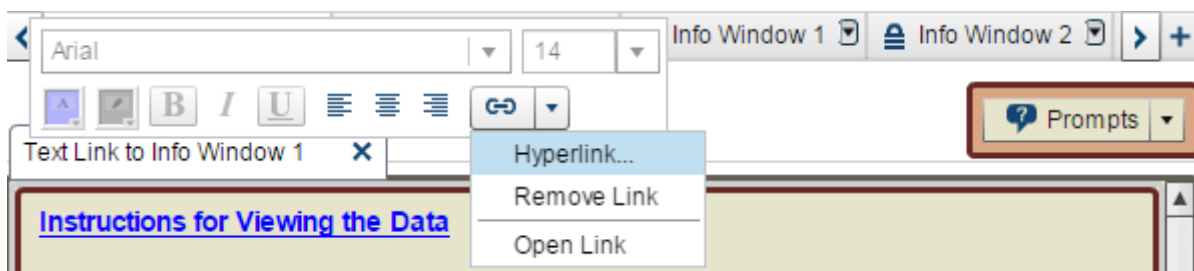 Arial 14 Info Window 1 Info Window 2 +
A B I U Prompts
Text Link to Info Window 1 X
Hyperlink...
Remove Link
Instructions for Viewing the Data
Open Link